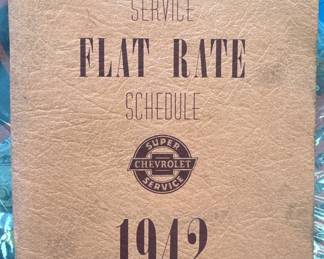 SERVICE
FLAT RATE
SCHEDULE
SUPER
CHEVROLET
SERVICE
1942